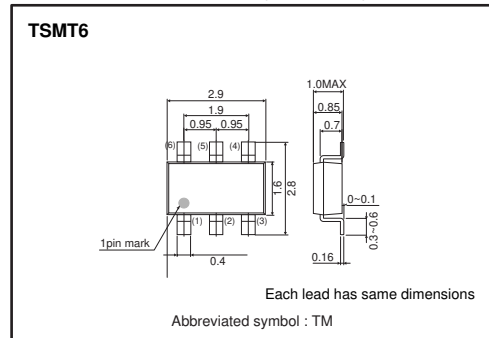 TSMT6
1.0MAX
2.9
0.85
1.9
0.7
0.95 0.95
(6) (5) (4)
1.6
2.8
0~0.1
0.3~0.6
(1) (2) (3)
1pin mark
0.4
0.16
Each lead has same dimensions
Abbreviated symbol : TM